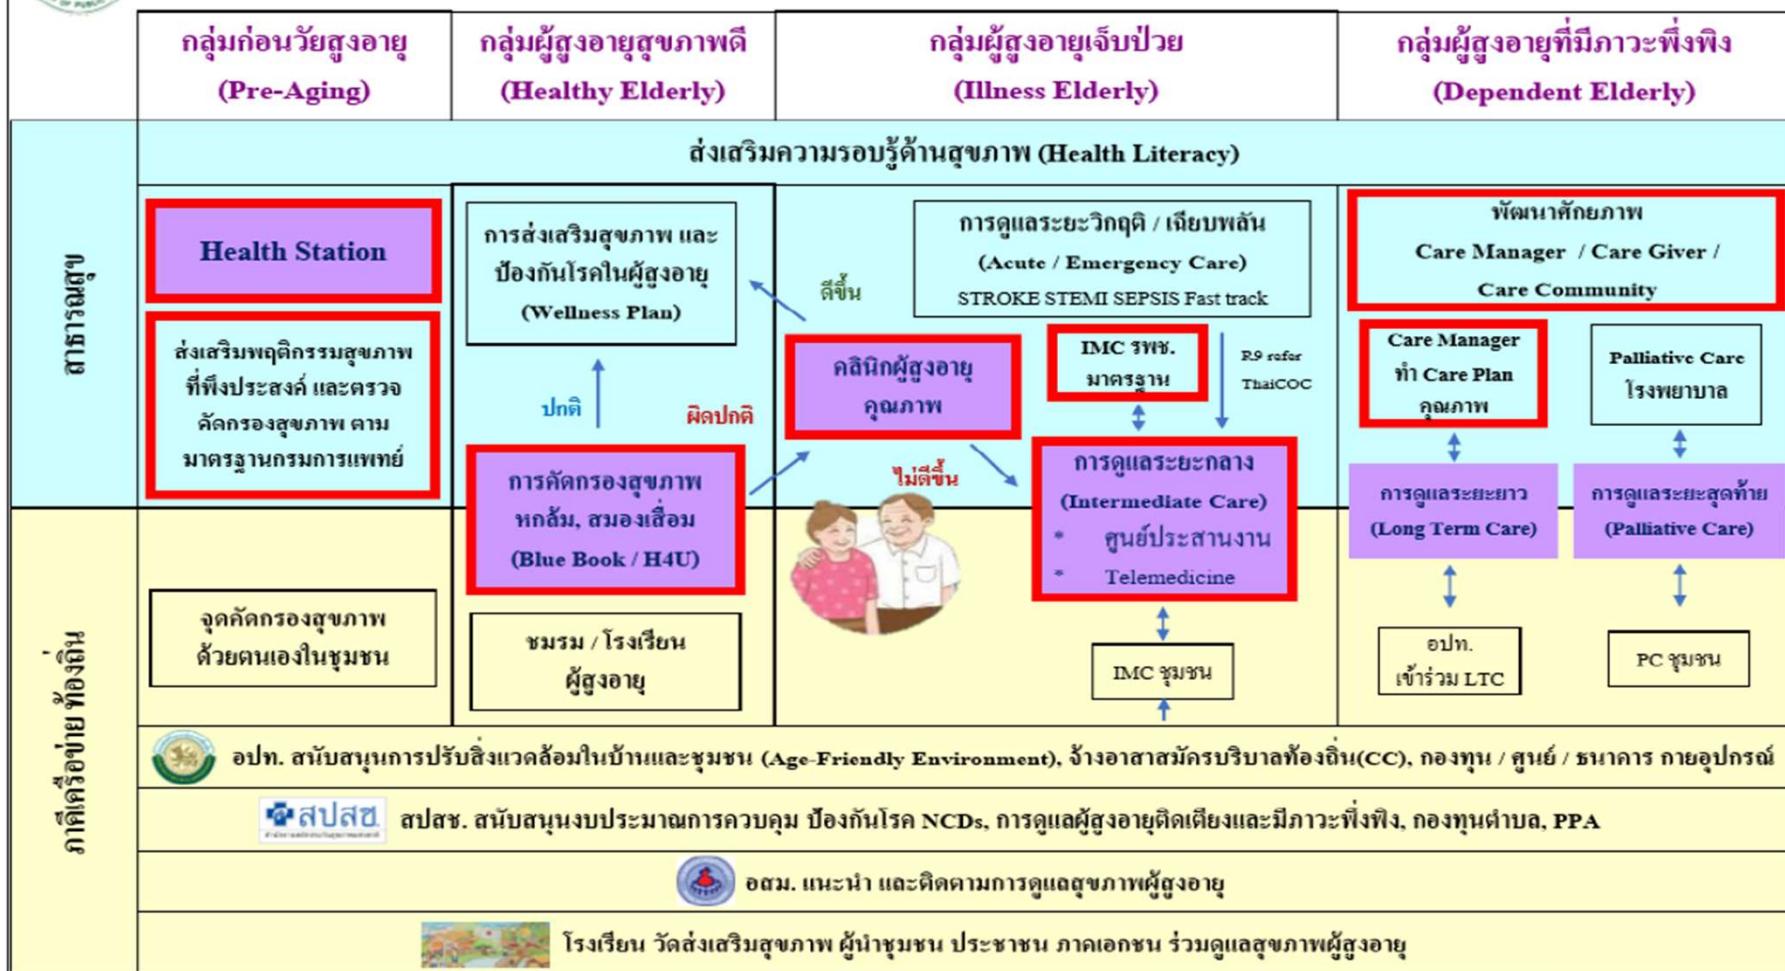 กลุ่มก่อนวัยสูงอายุ
(Pre-Aging)
กลุ่มผู้สูงอายุสุขภาพดี
(Healthy Elderly)
กลุ่มผู้สูงอายุเจ็บป่วย
(Illness Elderly)
กลุ่มผู้สูงอายุที่มีภาวะพึ่งพิง
(Dependent Elderly)
สาธารณสุข
ส่งเสริมความรอบรู้ด้านสุขภาพ (Health Literacy)
Health Station
ส่งเสริมพฤติกรรมสุขภาพ
ที่พึงประสงค์ และตรวจ
คัดกรองสุขภาพ ตาม
มาตรฐานกรมการแพทย์
การส่งเสริมสุขภาพ และ
ป้องกันโรคในผู้สูงอายุ
(Wellness Plan)
ปกติ
ผิดปกติ
การคัดกรองสุขภาพ
หกล้ม, สมองเสื่อม
(Blue Book / H4U)
ดีขึ้น
คลินิกผู้สูงอายุ
คุณภาพ
ไม่ดีขึ้น
การดูแลระยะวิกฤติ / เฉียบพลัน
(Acute / Emergency Care)
STROKE STEMI SEPSIS Fast track
IMC รพช.
มาตรฐาน
R9 refer
ThaiCOC
การดูแลระยะกลาง
(Intermediate Care)
* ศูนย์ประสานงาน
* Telemedicine
พัฒนาศักยภาพ
Care Manager / Care Giver /
Care Community
Care Manager
ทำ Care Plan
คุณภาพ
Palliative Care
โรงพยาบาล
การดูแลระยะยาว
(Long Term Care)
การดูแลระยะสุดท้าย
(Palliative Care)
ภาคีเครือข่าย ท้องถิ่น
จุดคัดกรองสุขภาพ
ด้วยตนเองในชุมชน
ชมรม / โรงเรียน
ผู้สูงอายุ
IMC ชุมชน
อปท.
เข้าร่วม LTC
PC ชุมชน
อปท. สนับสนุนการปรับสิ่งแวดล้อมในบ้านและชุมชน (Age-Friendly Environment), จ้างอาสาสมัครบริบาลท้องถิ่น(CC), กองทุน / ศูนย์ / ธนาคาร กายอุปกรณ์
สปสช.
สปสช. สนับสนุนงบประมาณการควบคุม ป้องกันโรค NCDs, การดูแลผู้สูงอายุติดเตียงและมีภาวะพึ่งพิง, กองทุนตำบล, PPA
อสม. แนะนำ และติดตามการดูแลสุขภาพผู้สูงอายุ
โรงเรียน วัดส่งเสริมสุขภาพ ผู้นำชุมชน ประชาชน ภาคเอกชน ร่วมดูแลสุขภาพผู้สูงอายุ